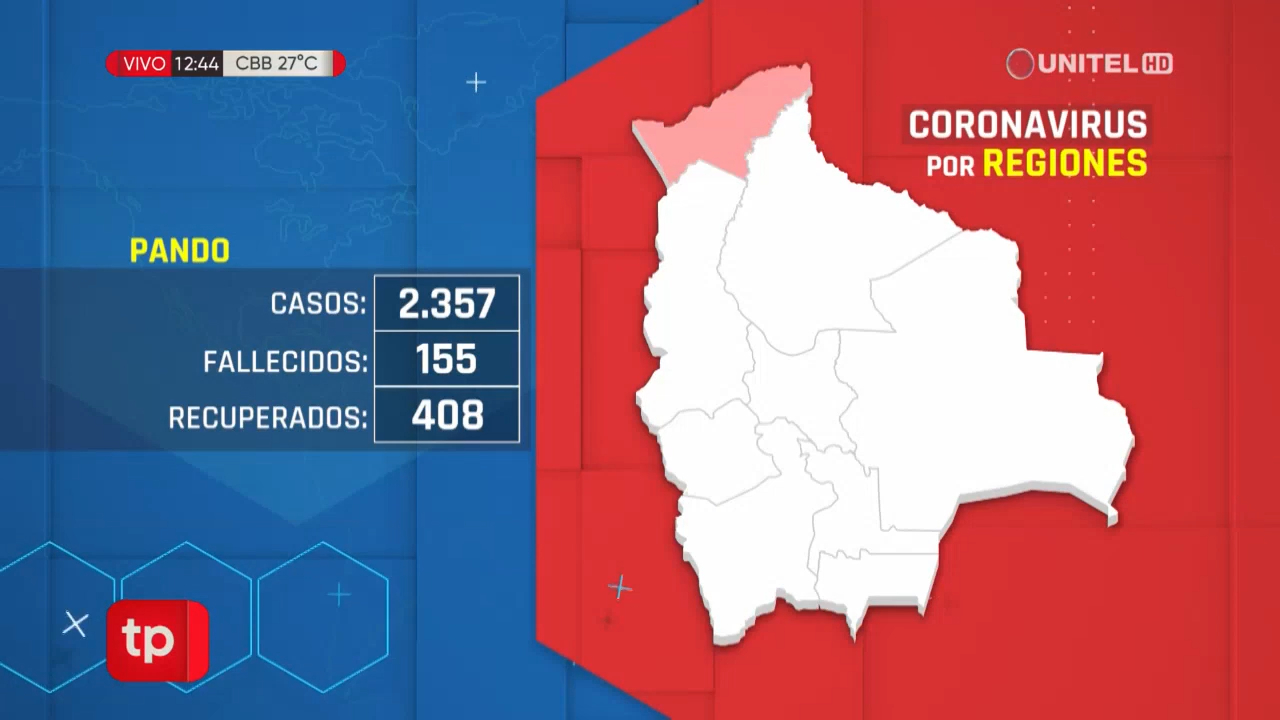 VIVO 12:44 CBB 27°C
UNITEL HD
CORONAVIRUS
POR REGIONES
PANDO
CASOS: 2.357
FALLECIDOS: 155
RECUPERADOS: 408
tp